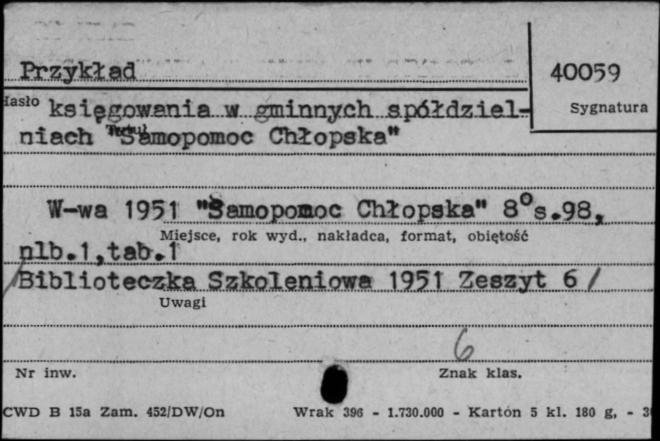 Przykład
40059
Hasło
Sygnatura
księgowania w gminnych spółdziel-
niach "Samopomoc Chłopska"
W-wa 1951 "Samopomoc Chłopska" 8° s.98,
Miejsce, rok wyd., nakładca, format, objętość
nlb.1,tab.1
/Biblioteczka Szkoleniowa 1951 Zeszyt 6/
Uwagi
6
Nr inw.
Znak klas.
CWD B 15a Zam. 452/DW/On Wrak 396 - 1.730.000 - Karton 5 kl. 180 g, -